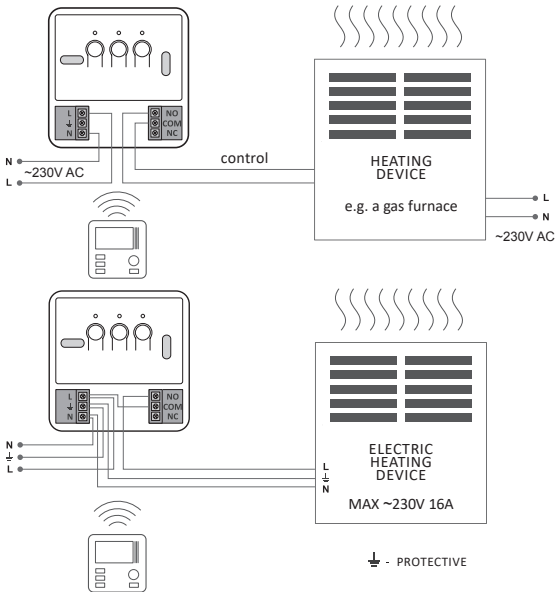 L
N
NO
COM
NC
N
~230V AC
L
control
HEATING
DEVICE
e.g. a gas furnace
L
N
~230V AC
L
N
NO
COM
NC
N
L
L
N
ELECTRIC
HEATING
DEVICE
MAX ~230V 16A
- PROTECTIVE